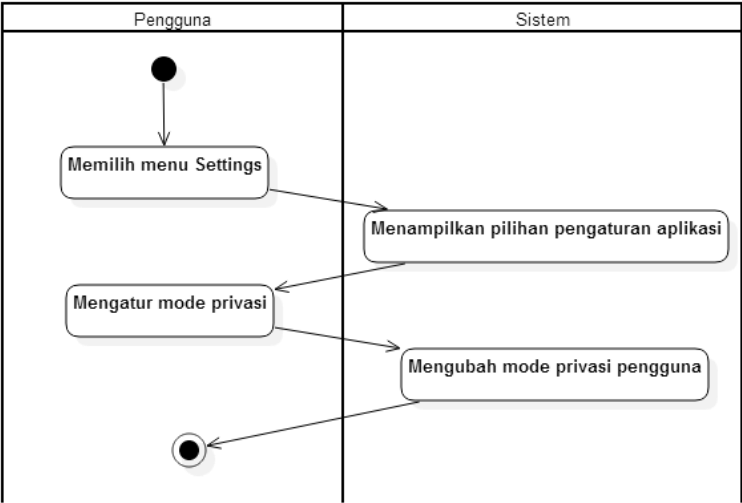 Pengguna
Sistem
Memilih menu Settings
Menampilkan pilihan pengaturan aplikasi
Mengatur mode privasi
Mengubah mode privasi pengguna